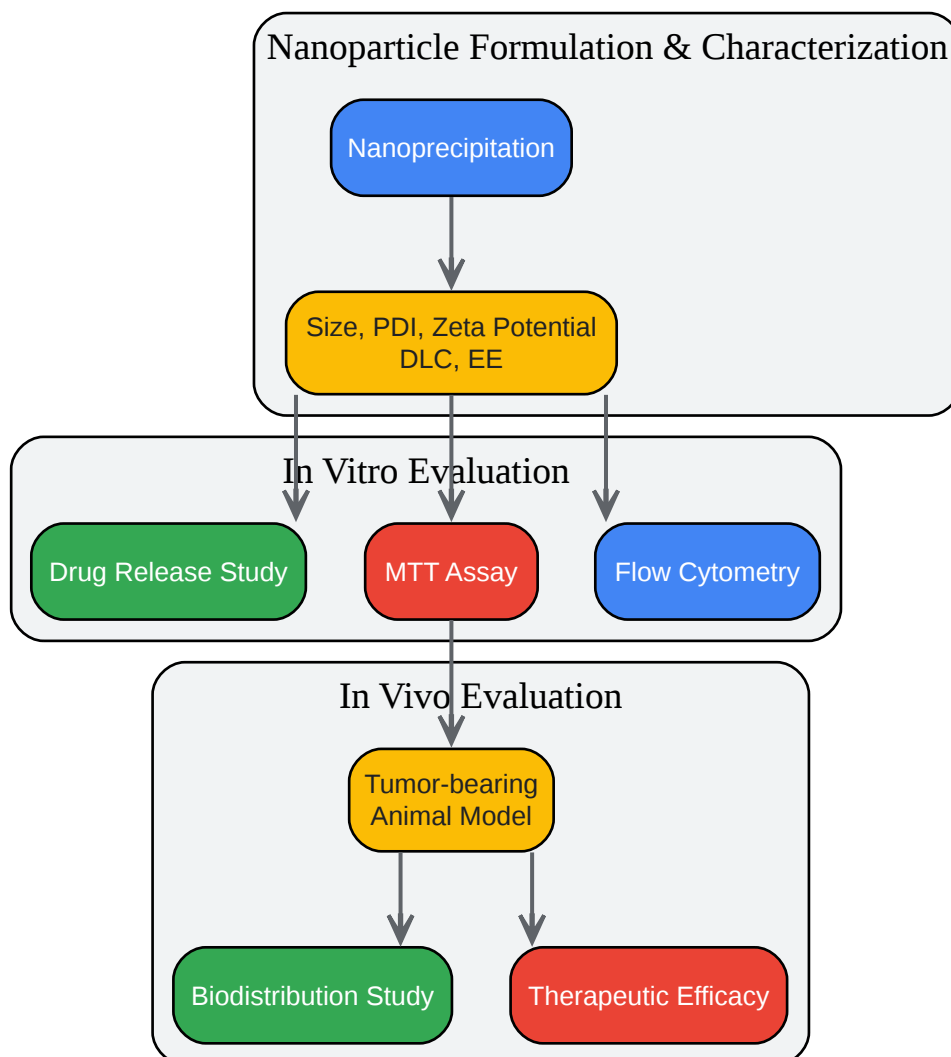 Nanoparticle Formulation & Characterization
Nanoprecipitation
Size, PDI, Zeta Potential
DLC, EE
In Vitro Evaluation
Drug Release Study
MTT Assay
Flow Cytometry
In Vivo Evaluation
Tumor-bearing
Animal Model
Biodistribution Study
Therapeutic Efficacy